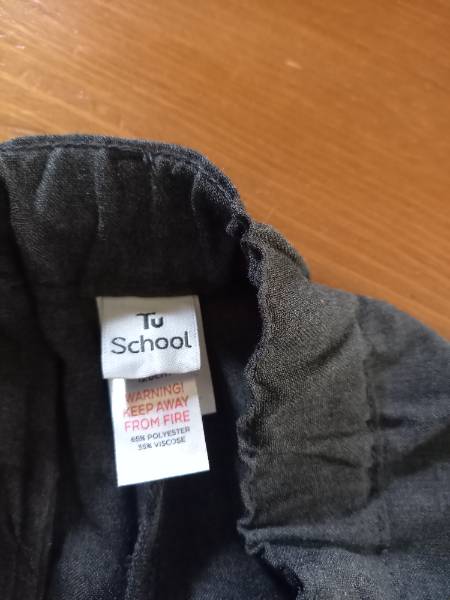 Tu
School
WARNING!
KEEP AWAY
FROM FIRE
65% POLYESTER
35% VISCOSE